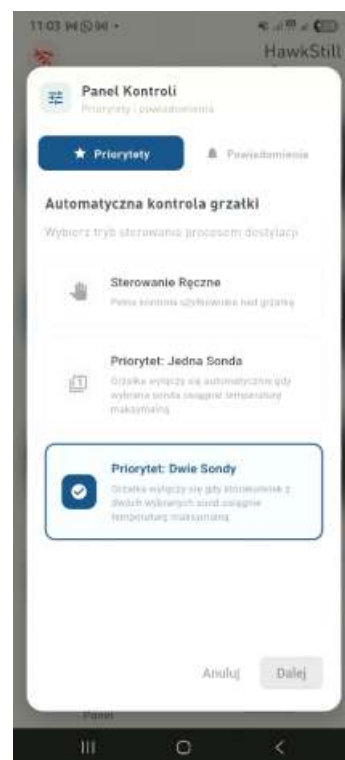 11:03
HawkStill
Panel Kontroli
Priorytety i powiadomienia
Priorytety
Powiadomienia
Automatyczna kontrola grzałki
Wybierz tryb sterowania procesem destylacji
Sterowanie Ręczne
Pełna kontrola użytkownika nad grzałką
Priorytet: Jedna Sonda
Grzałka wyłączy się automatycznie gdy
wybrana sonda osiągnie temperaturę
maksymalną
Priorytet: Dwie Sondy
Grzałka wyłączy się gdy którakolwiek z
dwóch wybranych sond osiągnie
temperaturę maksymalną
Anuluj
Dalej
Panel